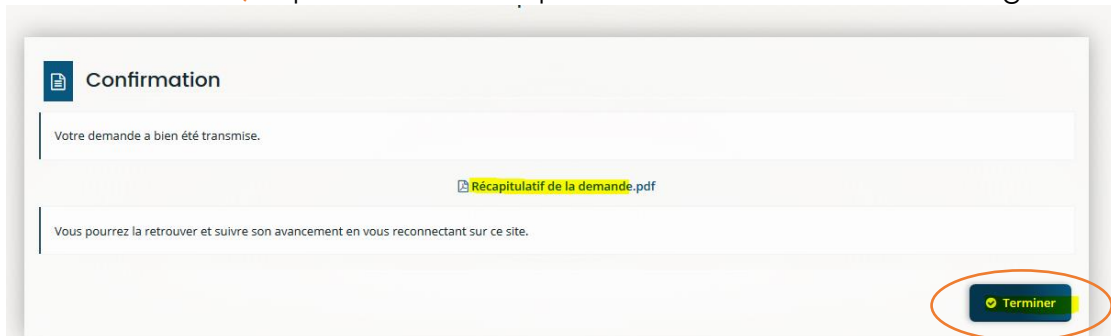 Confirmation
Votre demande a bien été transmise.
Récapitulatif de la demande.pdf
Vous pourrez la retrouver et suivre son avancement en vous reconnectant sur ce site.
Terminer